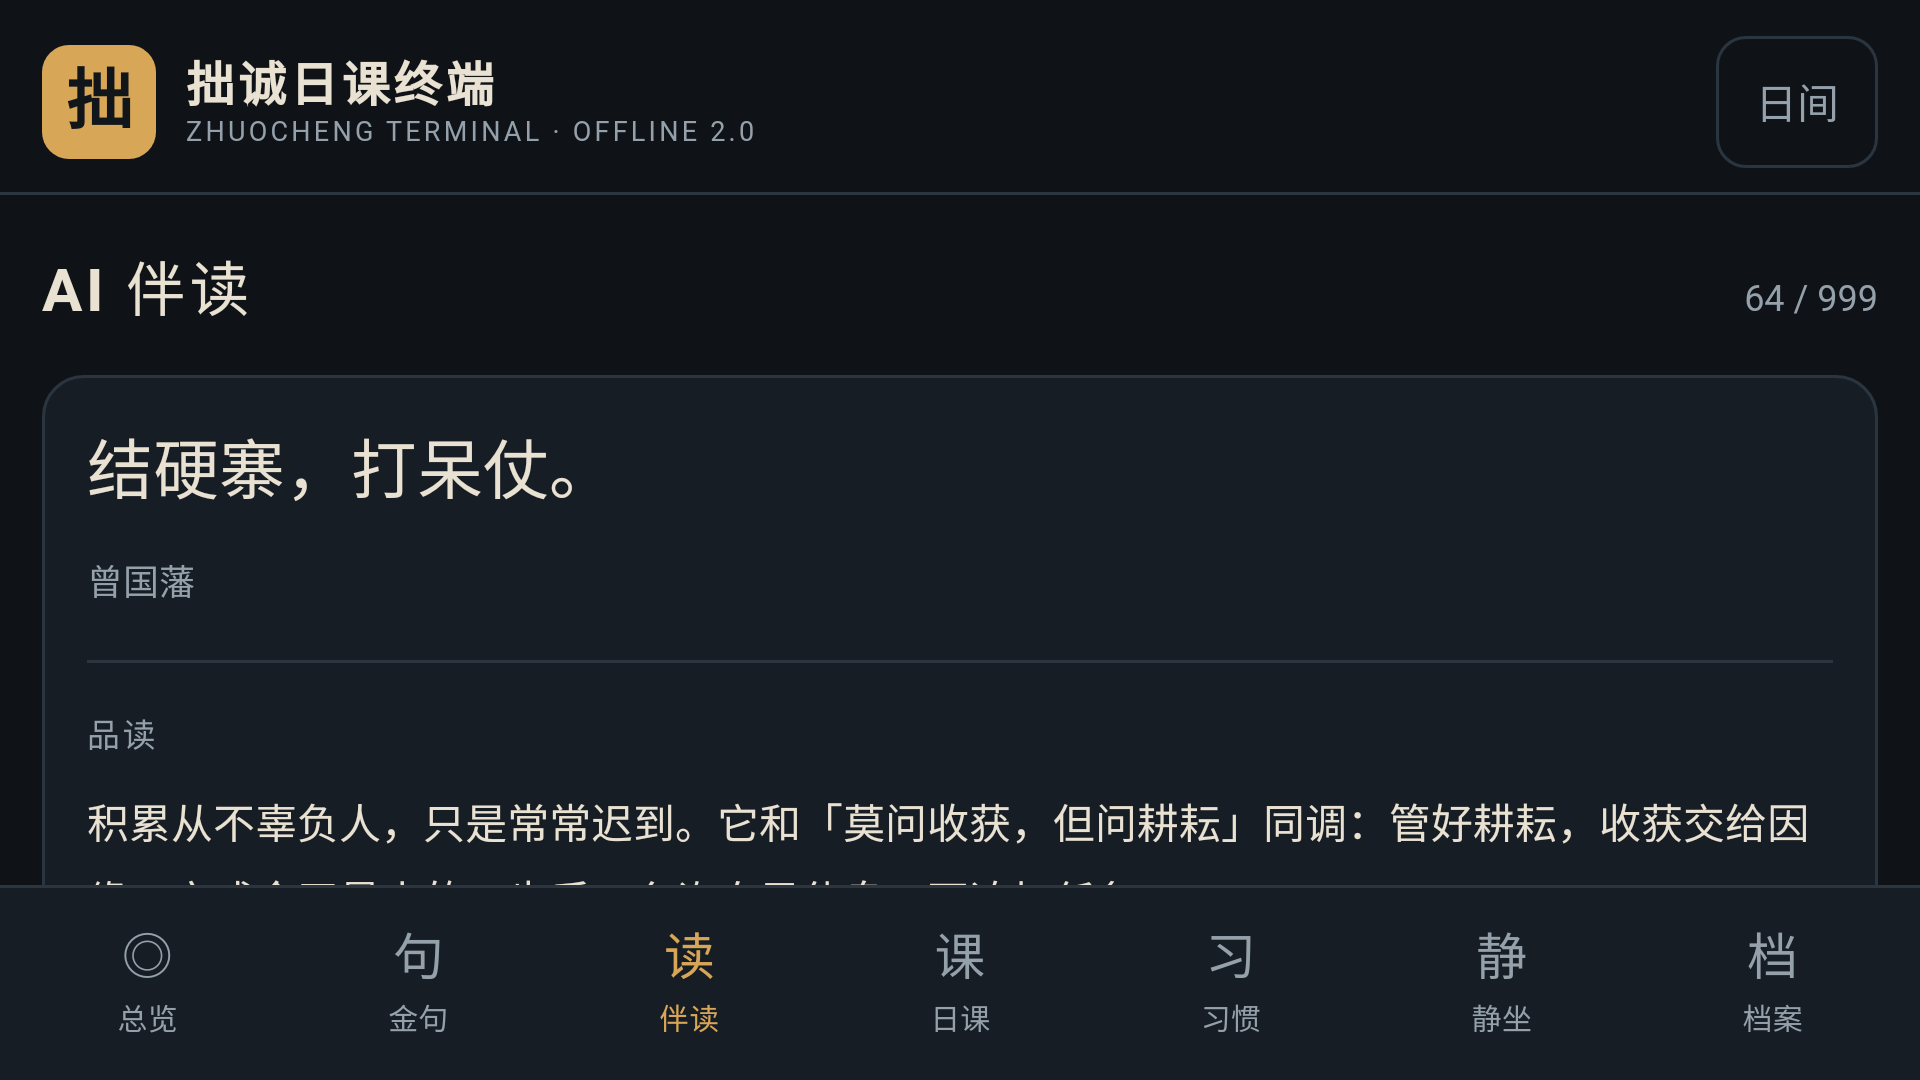 拙
拙诚日课终端
ZHUOCHENG TERMINAL · OFFLINE 2.0
日间
AI 伴读
64 / 999
结硬寨，打呆仗。
曾国藩
品读
积累从不辜负人，只是常常迟到。它和「莫问收获，但问耕耘」同调：管好耕耘，收获交给因
◎ 句 读 课 习 静 档
总览 金句 伴读 日课 习惯 静坐 档案